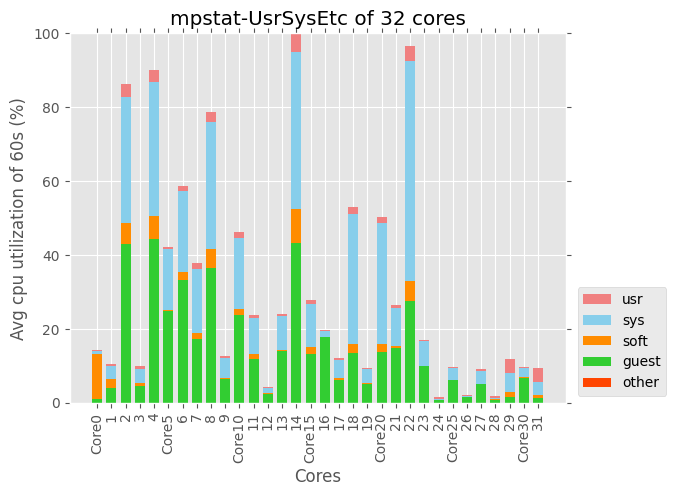 mpstat-UsrSysEtc of 32 cores
Avg cpu utilization of 60s (%)
100
80
60
40
20
0
Core0
1
2
3
4
Core5
6
7
8
9
Core10
11
12
13
14
Core15
16
17
18
19
Core20
21
22
23
24
Core25
26
27
28
29
Core30
31
Cores
usr
sys
soft
guest
other